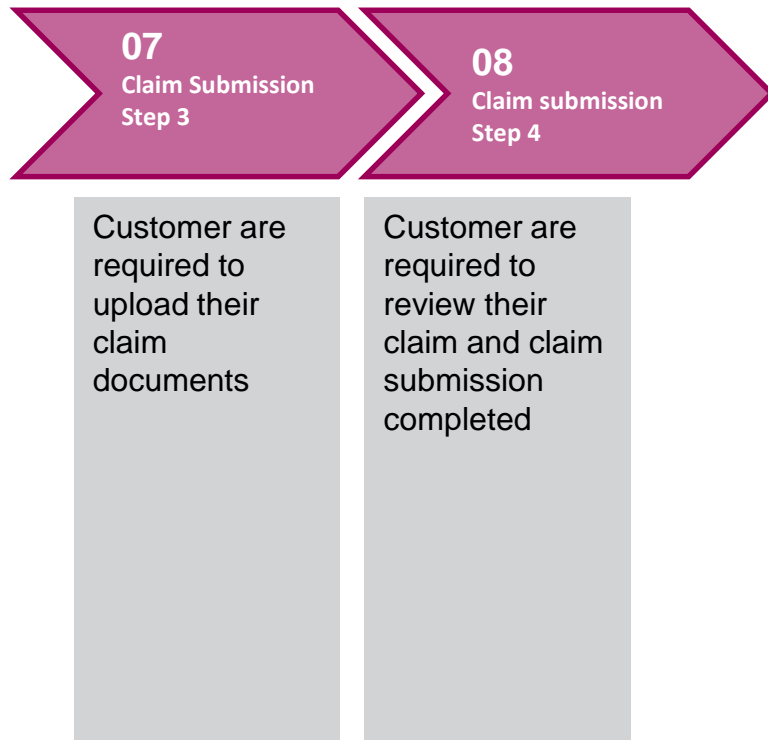 07
Claim Submission
Step 3
08
Claim submission
Step 4
Customer are
required to
upload their
claim
documents
Customer are
required to
review their
claim and claim
submission
completed